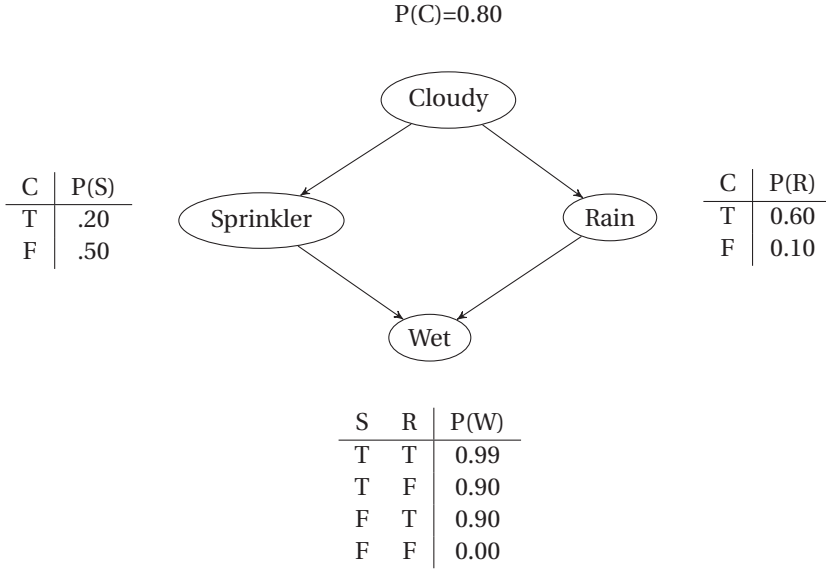 P(C)=0.80
Cloudy
C P(S)
T .20
F .50
Sprinkler
Rain
C P(R)
T 0.60
F 0.10
Wet
S R P(W)
T T 0.99
T F 0.90
F T 0.90
F F 0.00